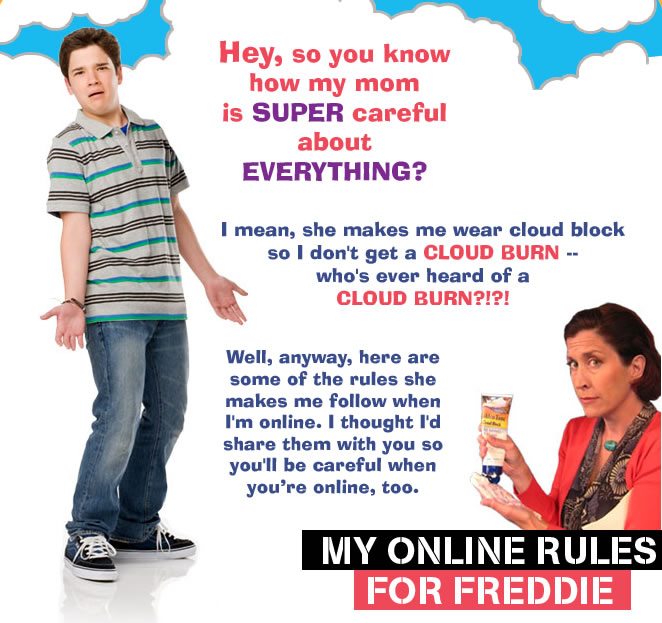 Hey, so you know
how my mom
is SUPER careful
about
EVERYTHING?
I mean, she makes me wear cloud block
so I don't get a CLOUD BURN --
who's ever heard of a
CLOUD BURN?!?!
Well, anyway, here are
some of the rules she
makes me follow when
I'm online. I thought I'd
share them with you so
you'll be careful when
you're online, too.
MY ONLINE RULES
FOR FREDDIE